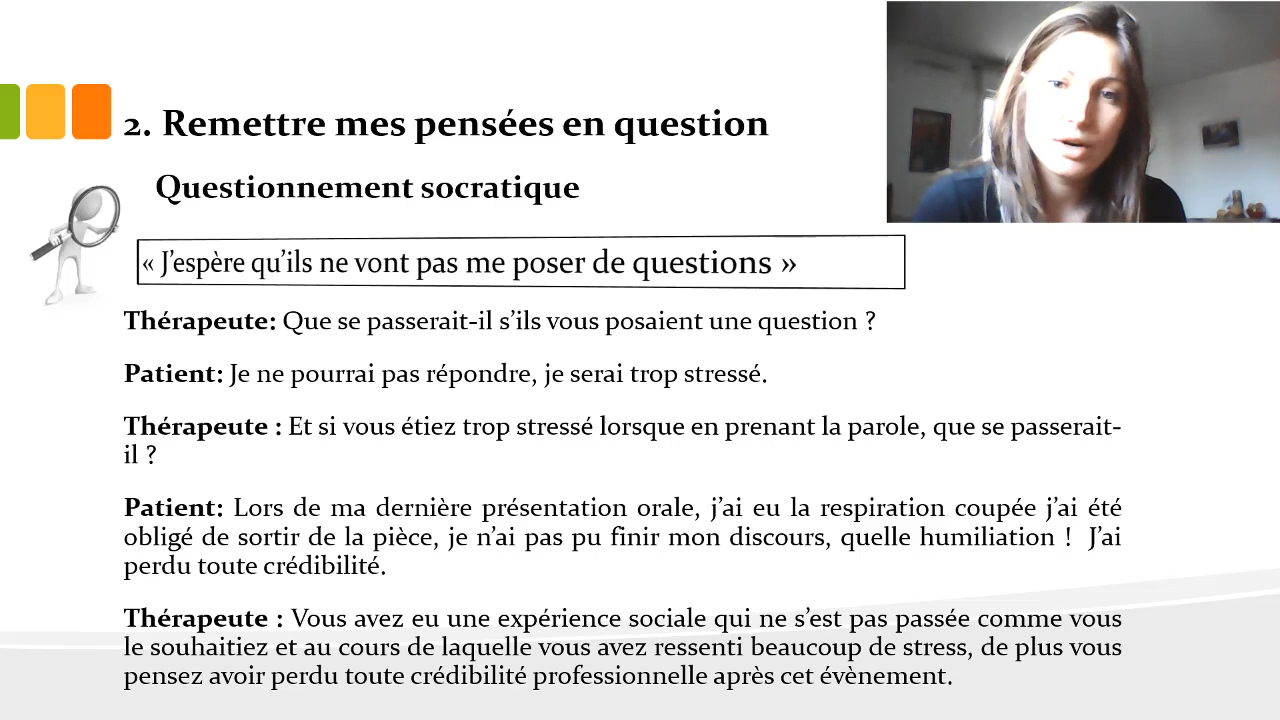 2. Remettre mes pensées en question
Questionnement socratique
« J’espère qu’ils ne vont pas me poser de questions »
Thérapeute: Que se passerait-il s’ils vous posaient une question ?
Patient: Je ne pourrai pas répondre, je serai trop stressé.
Thérapeute : Et si vous étiez trop stressé lorsque en prenant la parole, que se passerait-
il ?
Patient: Lors de ma dernière présentation orale, j’ai eu la respiration coupée j’ai été
obligé de sortir de la pièce, je n’ai pas pu finir mon discours, quelle humiliation ! J’ai
perdu toute crédibilité.
Thérapeute : Vous avez eu une expérience sociale qui ne s’est pas passée comme vous
le souhaitiez et au cours de laquelle vous avez ressenti beaucoup de stress, de plus vous
pensez avoir perdu toute crédibilité professionnelle après cet évènement.